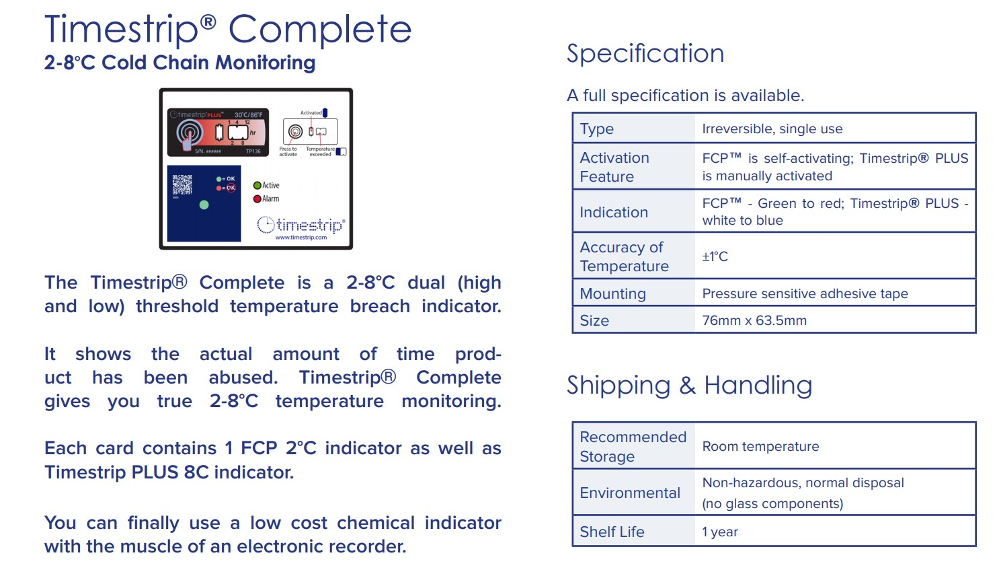 Timestrip® Complete
2-8°C Cold Chain Monitoring
timestrip®PLUS™ 30°C/86°F
1 4 12
hr
2 8
S/N. ###### TP136
Activated
Press to
activate
Temperature
exceeded
= OK
= OK
Active
Alarm
timestrip®
www.timestrip.com
The Timestrip® Complete is a 2-8°C dual (high
and low) threshold temperature breach indicator.
It shows the actual amount of time prod-
uct has been abused. Timestrip® Complete
gives you true 2-8°C temperature monitoring.
Each card contains 1 FCP 2°C indicator as well as
Timestrip PLUS 8C indicator.
You can finally use a low cost chemical indicator
with the muscle of an electronic recorder.
Specification
A full specification is available.
Type
Irreversible, single use
Activation
Feature
FCP™ is self-activating; Timestrip® PLUS
is manually activated
Indication
FCP™ - Green to red; Timestrip® PLUS -
white to blue
Accuracy of
Temperature
±1°C
Mounting
Pressure sensitive adhesive tape
Size
76mm x 63.5mm
Shipping & Handling
Recommended
Storage
Room temperature
Environmental
Non-hazardous, normal disposal
(no glass components)
Shelf Life
1 year